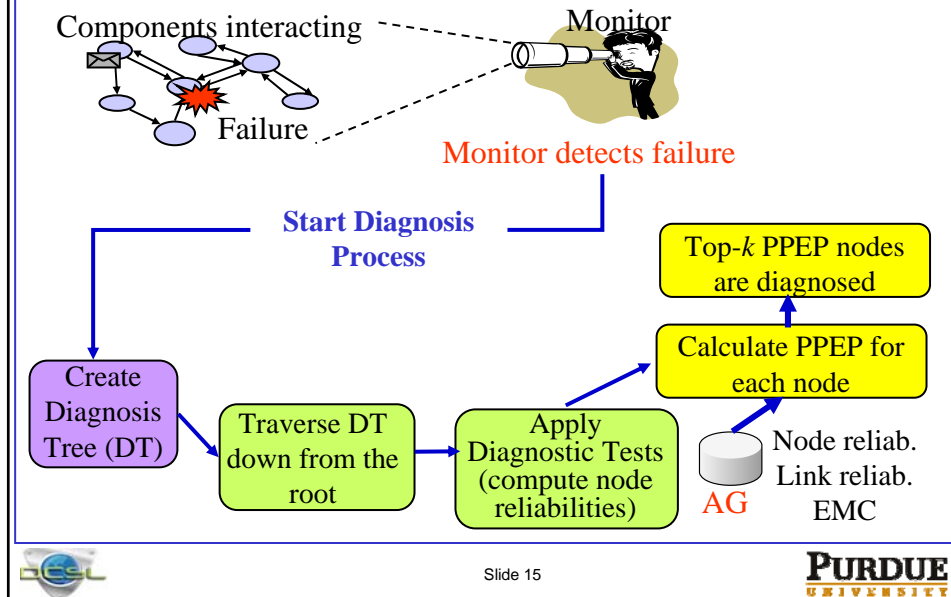 Components interacting
Monitor
Failure
Monitor detects failure
Start Diagnosis
Process
Top-k PPEP nodes
are diagnosed
Calculate PPEP for
each node
Create
Diagnosis
Tree (DT)
Traverse DT
down from the
root
Apply
Diagnostic Tests
(compute node
reliabilities)
AG
Node reliab.
Link reliab.
EMC
DCSL
Slide 15
PURDUE
UNIVERSITY